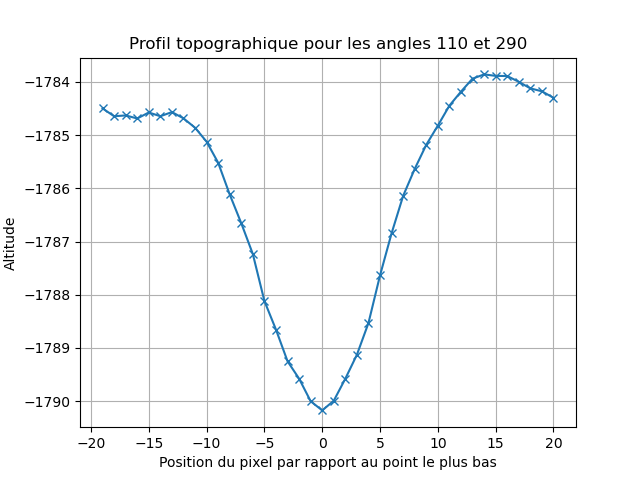 Profil topographique pour les angles 110 et 290
Altitude
−1784
−1785
−1786
−1787
−1788
−1789
−1790
−20 −15 −10 −5 0 5 10 15 20
Position du pixel par rapport au point le plus bas